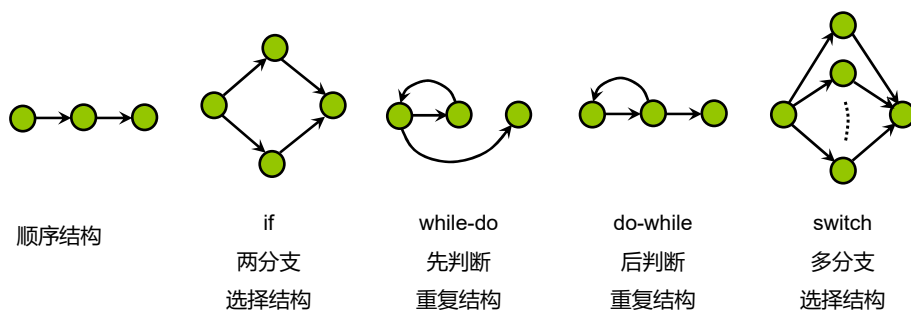 顺序结构
if
两分支
选择结构
while-do
先判断
重复结构
do-while
后判断
重复结构
switch
多分支
选择结构